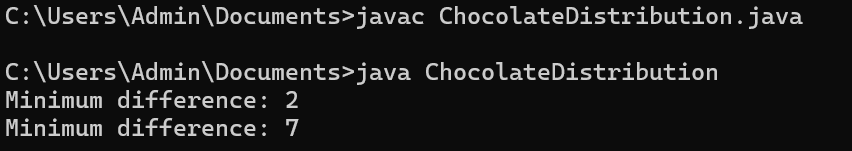 C:\Users\Admin\Documents>javac ChocolateDistribution.java
C:\Users\Admin\Documents>java ChocolateDistribution
Minimum difference: 2
Minimum difference: 7